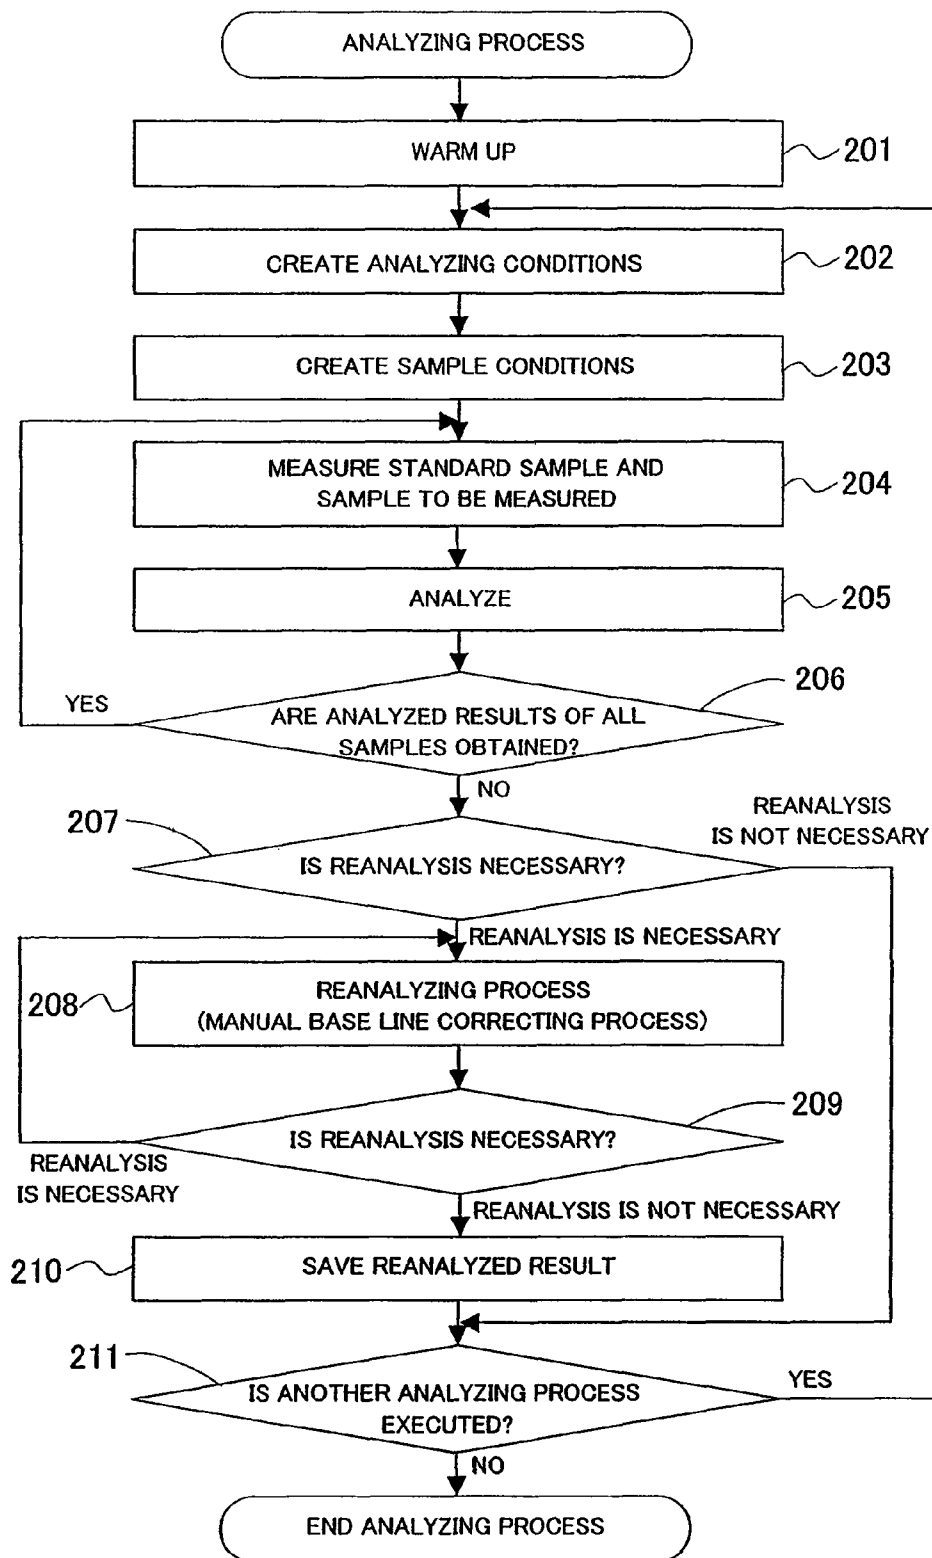 ANALYZING PROCESS
WARM UP
201
CREATE ANALYZING CONDITIONS
202
CREATE SAMPLE CONDITIONS
203
MEASURE STANDARD SAMPLE AND
SAMPLE TO BE MEASURED
204
ANALYZE
205
206
YES
ARE ANALYZED RESULTS OF ALL
SAMPLES OBTAINED?
NO
207
REANALYSIS
IS NOT NECESSARY
IS REANALYSIS NECESSARY?
REANALYSIS IS NECESSARY
208
REANALYZING PROCESS
(MANUAL BASE LINE CORRECTING PROCESS)
209
IS REANALYSIS NECESSARY?
REANALYSIS
IS NECESSARY
REANALYSIS IS NOT NECESSARY
210
SAVE REANALYZED RESULT
211
IS ANOTHER ANALYZING PROCESS
EXECUTED?
YES
NO
END ANALYZING PROCESS